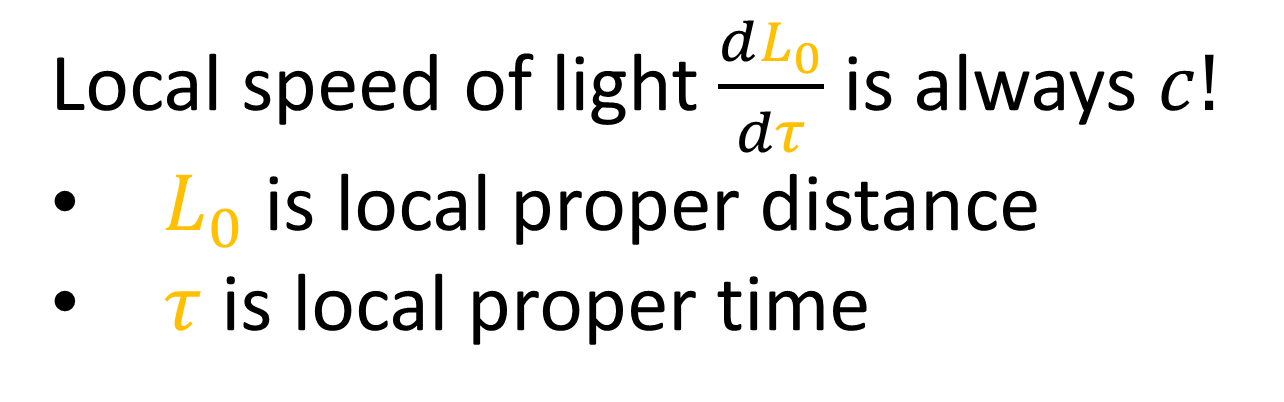 Local speed of light dL₀/dτ is always c!
• L₀ is local proper distance
• τ is local proper time